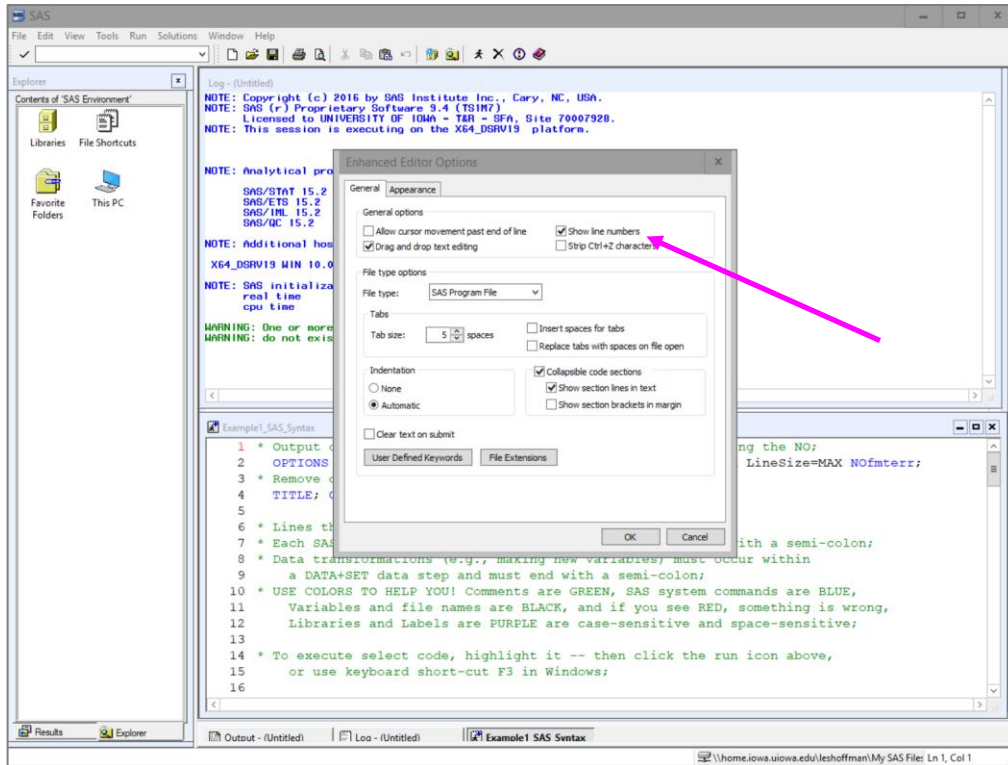 SAS
File Edit View Tools Run Solutions Window Help
Explorer
Contents of 'SAS Environment'
Libraries File Shortcuts
Favorite Folders This PC
Log - (Untitled)
NOTE: Copyright (c) 2016 by SAS Institute Inc., Cary, NC, USA.
NOTE: SAS (r) Proprietary Software 9.4 (TS1M7)
Licensed to UNIVERSITY OF IOWA - T&R - SFA, Site 70007928.
NOTE: This session is executing on the X64_DSRV19 platform.
NOTE: Analytical pro
SAS/STAT 15.2
SAS/ETS 15.2
SAS/IML 15.2
SAS/QC 15.2
NOTE: Additional hos
X64_DSRV19 WIN 10.0
NOTE: SAS initializa
real time
cpu time
WARNING: One or more
WARNING: do not exis
Enhanced Editor Options
General Appearance
General options
Allow cursor movement past end of line Show line numbers
Drag and drop text editing Strip Ctrl+Z characters
File type options
File type: SAS Program File
Tabs
Tab size: 5 spaces Insert spaces for tabs
Replace tabs with spaces on file open
Indentation Collapsible code sections
None Show section lines in text
Automatic Show section brackets in margin
Clear text on submit
User Defined Keywords File Extensions
OK Cancel
Example1_SAS_Syntax
1 * Output ng the NO;
2 OPTIONS LineSize=MAX NOfmterr;
3 * Remove
4 TITLE;
5
6 * Lines th
7 * Each SAS ith a semi-colon;
8 * Data transformations (e.g., making new variables) must occur within
9 a DATA+SET data step and must end with a semi-colon;
10 * USE COLORS TO HELP YOU! Comments are GREEN, SAS system commands are BLUE,
11 Variables and file names are BLACK, and if you see RED, something is wrong,
12 Libraries and Labels are PURPLE are case-sensitive and space-sensitive;
13
14 * To execute select code, highlight it -- then click the run icon above,
15 or use keyboard short-cut F3 in Windows;
16
Results Explorer
Output - (Untitled) Log - (Untitled) Example1 SAS Syntax
\\home.iowa.uiowa.edu\leshoffman\My SAS File: Ln 1, Col 1